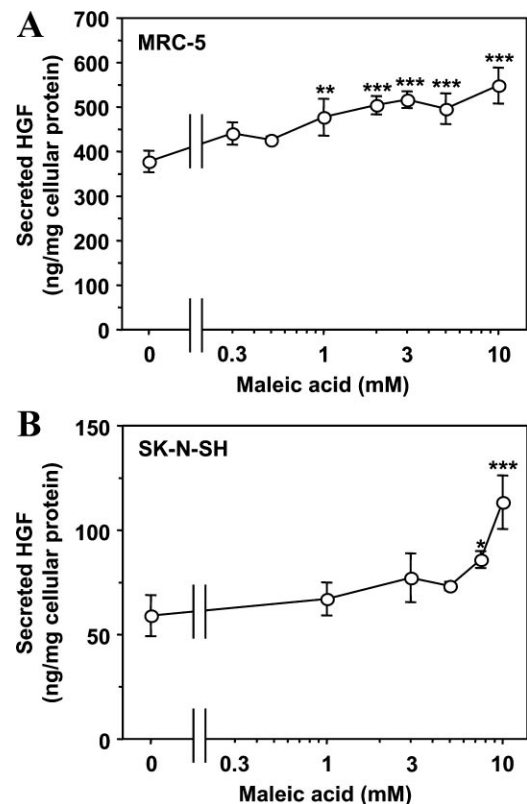 A
MRC-5
Secreted HGF
(ng/mg cellular protein)
700
600
500
400
300
200
100
0
**
***
***
***
***
0
0.3
1
3
10
Maleic acid (mM)
B
SK-N-SH
Secreted HGF
(ng/mg cellular protein)
150
100
50
0
*
***
0
0.3
1
3
10
Maleic acid (mM)